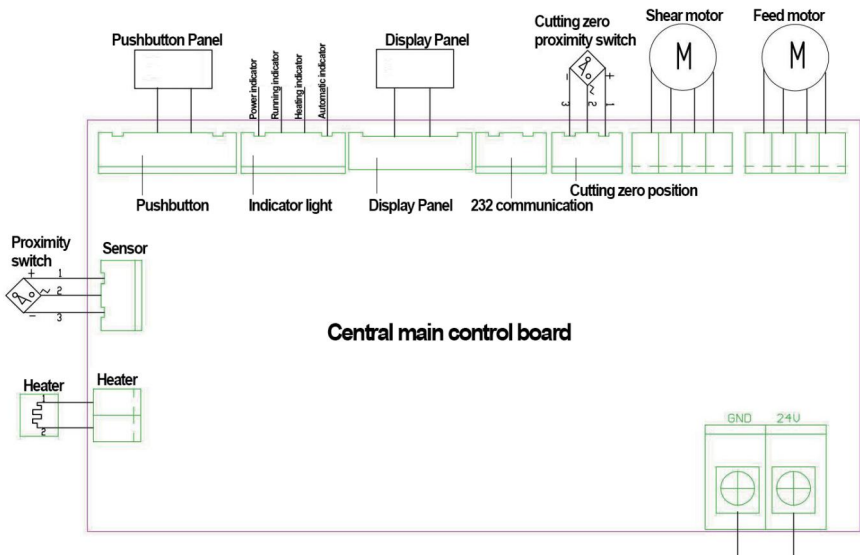 Pushbutton Panel
Display Panel
Cutting zero
proximity switch
Shear motor
Feed motor
Power indicator
Running indicator
Heating indicator
Automatic indicator
M
M
- ~ +
3 2 1
Pushbutton
Indicator light
Display Panel
232 communication
Cutting zero position
Proximity
switch
Sensor
+ 1
~ 2
- 3
Central main control board
Heater
Heater
1
2
GND 24V